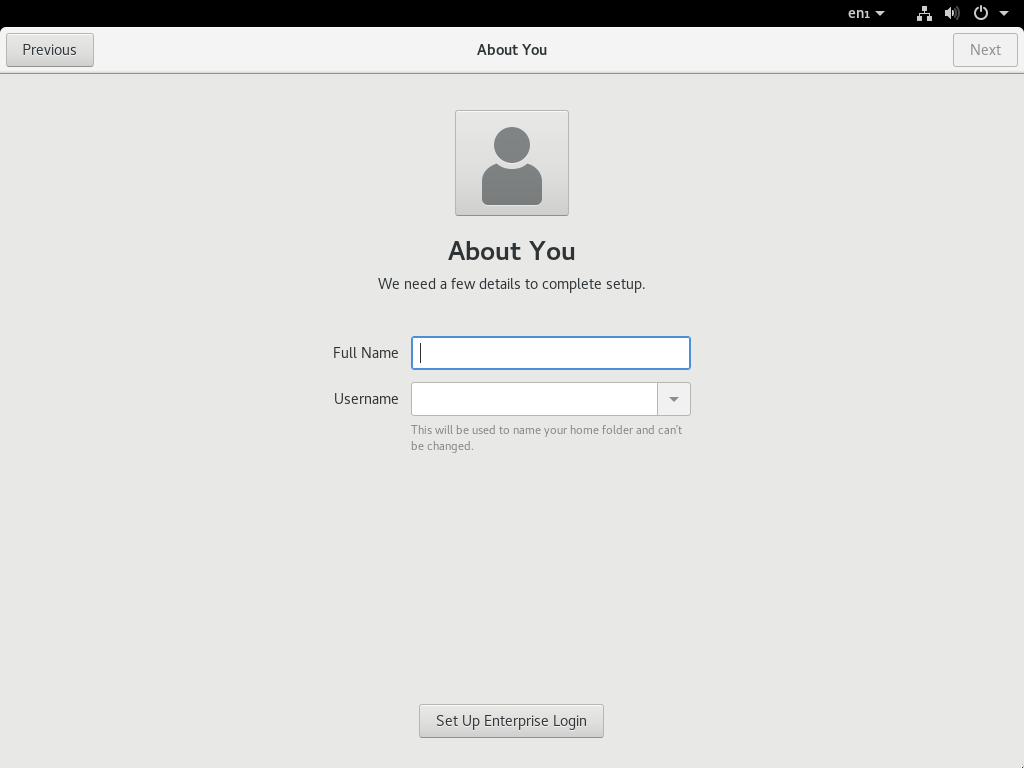 en₁
Previous
About You
Next
About You
We need a few details to complete setup.
Full Name
Username
This will be used to name your home folder and can't
be changed.
Set Up Enterprise Login